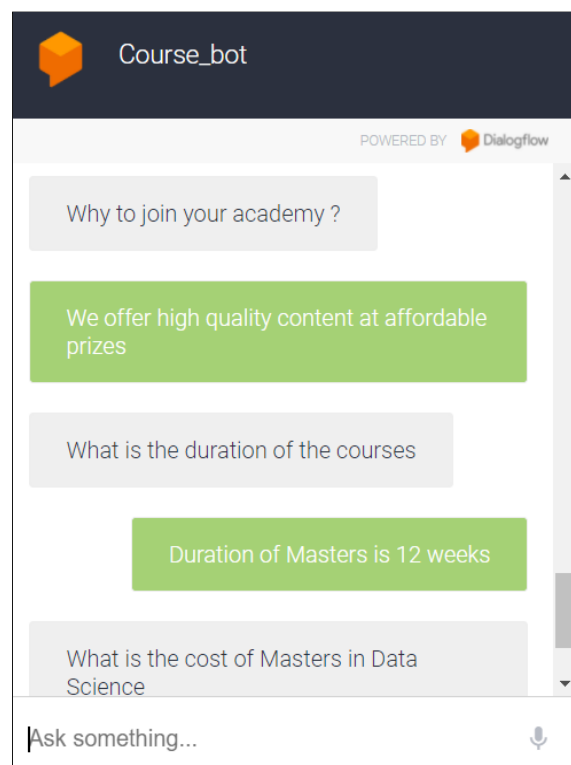 Course_bot
POWERED BY Dialogflow
Why to join your academy ?
We offer high quality content at affordable
prizes
What is the duration of the courses
Duration of Masters is 12 weeks
What is the cost of Masters in Data
Science
Ask something...